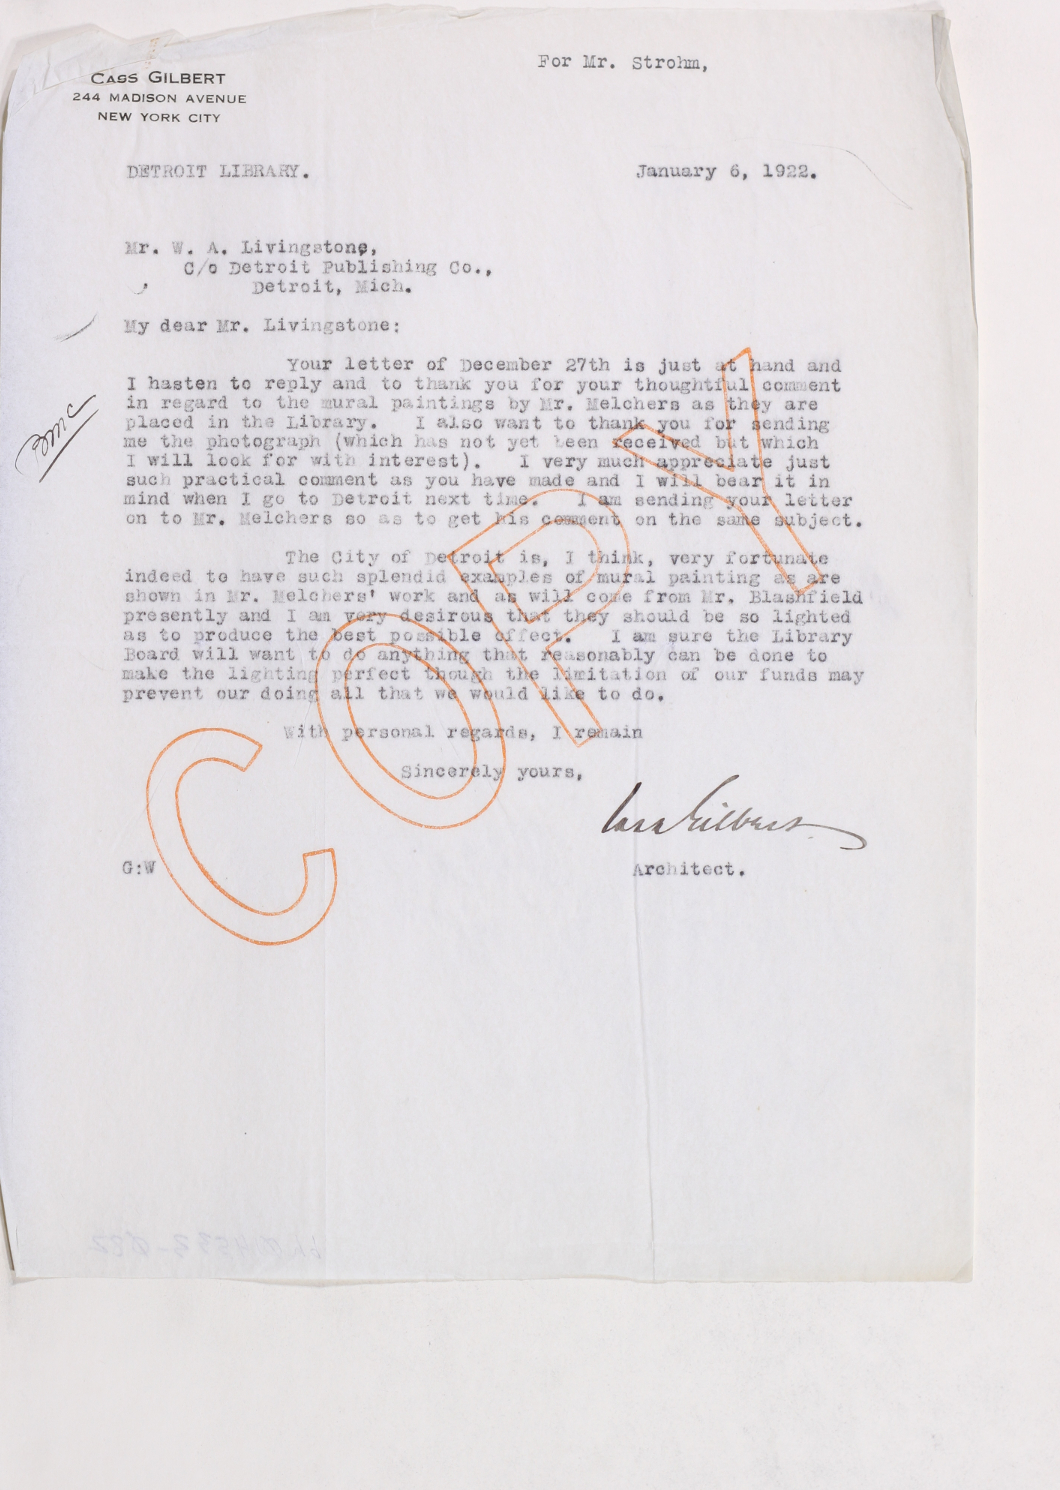 For Mr. Strohm,
CASS GILBERT
244 MADISON AVENUE
NEW YORK CITY
DETROIT LIBRARY. January 6, 1922.
Mr. W. A. Livingstone,
C/o Detroit Publishing Co.,
Detroit, Mich.
My dear Mr. Livingstone:
Your letter of December 27th is just at hand and
I hasten to reply and to thank you for your thoughtful comment
in regard to the mural paintings by Mr. Melchers as they are
placed in the Library. I also want to thank you for sending
me the photograph (which has not yet been received but which
I will look for with interest). I very much appreciate just
such practical comment as you have made and I will bear it in
mind when I go to Detroit next time. I am sending your letter
on to Mr. Melchers so as to get his comment on the same subject.
The City of Detroit is, I think, very fortunate
indeed to have such splendid examples of mural painting as are
shown in Mr. Melchers' work and as will come from Mr. Blashfield
presently and I am very desirous that they should be so lighted
as to produce the best possible effect. I am sure the Library
Board will want to do anything that reasonably can be done to
make the lighting perfect though the limitation of our funds may
prevent our doing all that we would like to do.
With personal regards, I remain
Sincerely yours,
Cass Gilbert
G:W Architect.
COPY